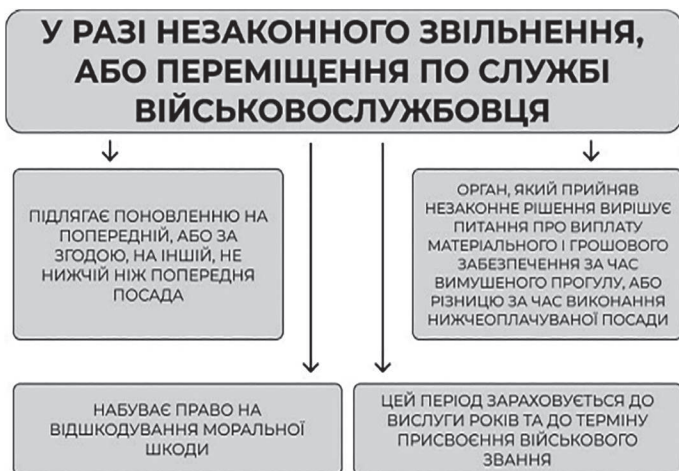 У РАЗІ НЕЗАКОННОГО ЗВІЛЬНЕННЯ,
АБО ПЕРЕМІЩЕННЯ ПО СЛУЖБІ
ВІЙСЬКОВОСЛУЖБОВЦЯ
ПІДЛЯГАЄ ПОНОВЛЕННЮ НА
ПОПЕРЕДНІЙ, АБО ЗА
ЗГОДОЮ, НА ІНШІЙ, НЕ
НИЖЧІЙ НІЖ ПОПЕРЕДНЯ
ПОСАДА
ОРГАН, ЯКИЙ ПРИЙНЯВ
НЕЗАКОННЕ РІШЕННЯ ВИРІШУЄ
ПИТАННЯ ПРО ВИПЛАТУ
МАТЕРІАЛЬНОГО І ГРОШОВОГО
ЗАБЕЗПЕЧЕННЯ ЗА ЧАС
ВИМУШЕНОГО ПРОГУЛУ, АБО
РІЗНИЦЮ ЗА ЧАС ВИКОНАННЯ
НИЖЧЕОПЛАЧУВАНОЇ ПОСАДИ
НАБУВАЄ ПРАВО НА
ВІДШКОДУВАННЯ МОРАЛЬНОЇ
ШКОДИ
ЦЕЙ ПЕРІОД ЗАРАХОВУЄТЬСЯ ДО
ВИСЛУГИ РОКІВ ТА ДО ТЕРМІНУ
ПРИСВОЄННЯ ВІЙСЬКОВОГО
ЗВАННЯ